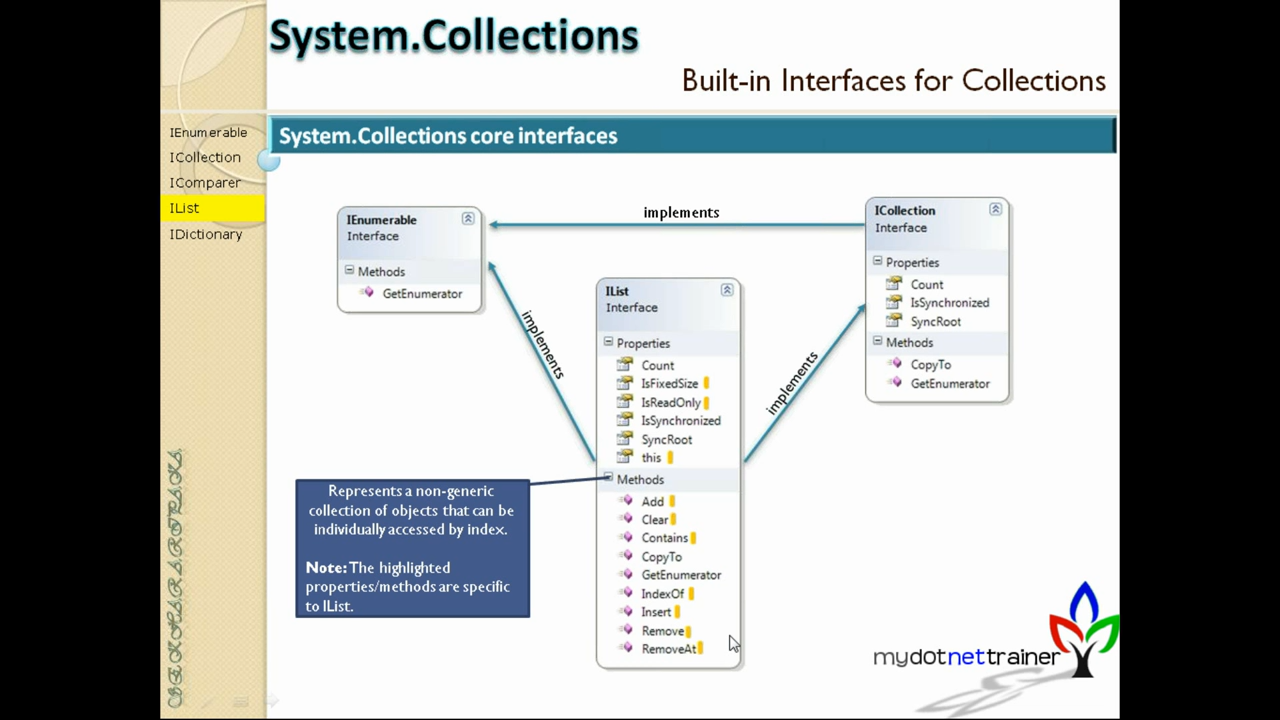 System.Collections
Built-in Interfaces for Collections
IEnumerable
ICollection
IComparer
IList
IDictionary
System.Collections core interfaces
implements
IEnumerable
Interface
Methods
GetEnumerator
ICollection
Interface
Properties
Count
IsSynchronized
SyncRoot
Methods
CopyTo
GetEnumerator
implements
implements
IList
Interface
Properties
Count
IsFixedSize
IsReadOnly
IsSynchronized
SyncRoot
this
Methods
Add
Clear
Contains
CopyTo
GetEnumerator
IndexOf
Insert
Remove
RemoveAt
Represents a non-generic
collection of objects that can be
individually accessed by index.
Note: The highlighted
properties/methods are specific
to IList.
mydotnettrainer